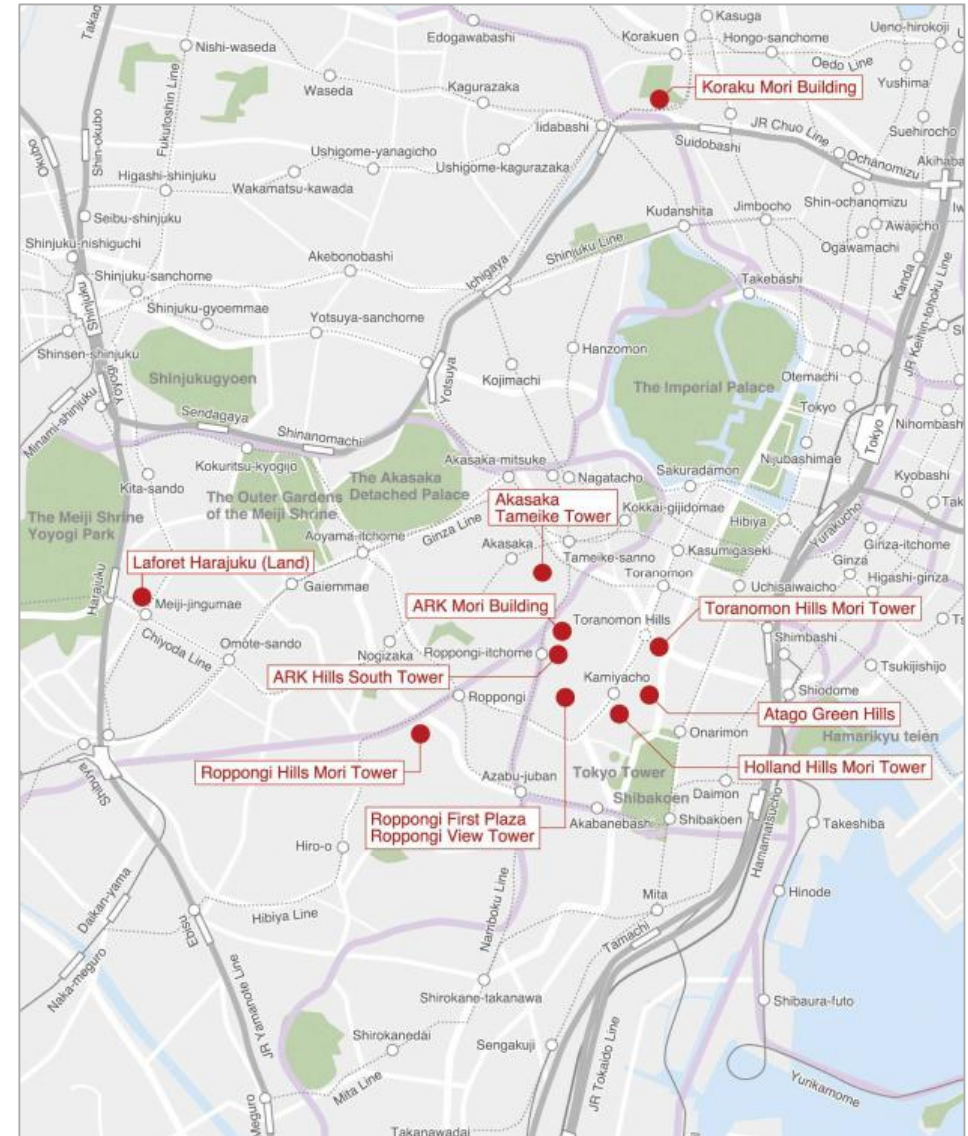 Takao
Kasuga
Edogawabashi
Korakuen
Hongo-sanchome
Ueno-hirokoji
Nishi-waseda
Oedo Line
Waseda
Kagurazaka
Koraku Mori Building
Yushima
Fukutoshin Line
Shin-okubo
Okubo
Iidabashi
JR Chuo Line
Suehirocho
Ushigome-yanagicho
Suidobashi
Ochanomizu
Higashi-shinjuku
Ushigome-kagurazaka
Akihaba
Wakamatsu-kawada
Shin-ochanomizu
Iw
Seibu-shinjuku
Kudanshita
Jimbocho
Awajicho
Shinjuku-nishiguchi
Shinjuku Line
Ogawamachi
Akebonobashi
Ichigaya
Shinjuku-sanchome
Takebashi
Kanda
Shinjuku
Shinjuku-gyoemmae
Yotsuya-sanchome
JR Keihin-tohoku Line
Shinsen-shinjuku
Hanzomon
Yoyogi
Shinjukugyoen
Yotsuya
Kojimachi
The Imperial Palace
Otemachi
Minami-shinjuku
Sendagaya
Tokyo
Shinanomachi
Tokyo
Nihombash
Kokuritsu-kyogijo
Akasaka-mitsuke
Nijubashimae
Kita-sando
The Akasaka
Detached Palace
Nagatacho
Sakuradamon
Kyobashi
The Outer Gardens
of the Meiji Shrine
Akasaka
Tameike Tower
Kokkai-gijidomae
Hibiya
Tak
The Meiji Shrine
Yoyogi Park
Ginza Line
Yurakucho
Aoyama-itchome
Akasaka
Tameike-sanno
Kasumigaseki
Ginza
Ginza-itchome
Laforet Harajuku (Land)
Gaiemmae
Toranomon
Uchisaiwaicho
Higashi-ginza
Harajuku
Meiji-jingumae
ARK Mori Building
Toranomon Hills
Toranomon Hills Mori Tower
Chiyoda Line
Omote-sando
Nogizaka
Roppongi-itchome
Shimbashi
ARK Hills South Tower
Kamiyacho
Tsukijishijo
Roppongi
Shiodome
Atago Green Hills
Onarimon
Hamarikyu teien
Shibuya
Roppongi Hills Mori Tower
Azabu-juban
Tokyo Tower
Holland Hills Mori Tower
Shibakoen
Daimon
Hamamatsucho
Roppongi First Plaza
Roppongi View Tower
Akabanebashi
Shibakoen
Takeshiba
Hiro-o
Daikan-yama
Mita
Hinode
Ebisu
Hibiya Line
Namboku Line
Tamachi
Naka-meguro
Shirokane-takanawa
Shibaura-futo
JR Yamanote Line
Shirokanedai
Sengakuji
JR Tokaido Line
Mita Line
Yurikamome
Meguro
Takanawadai